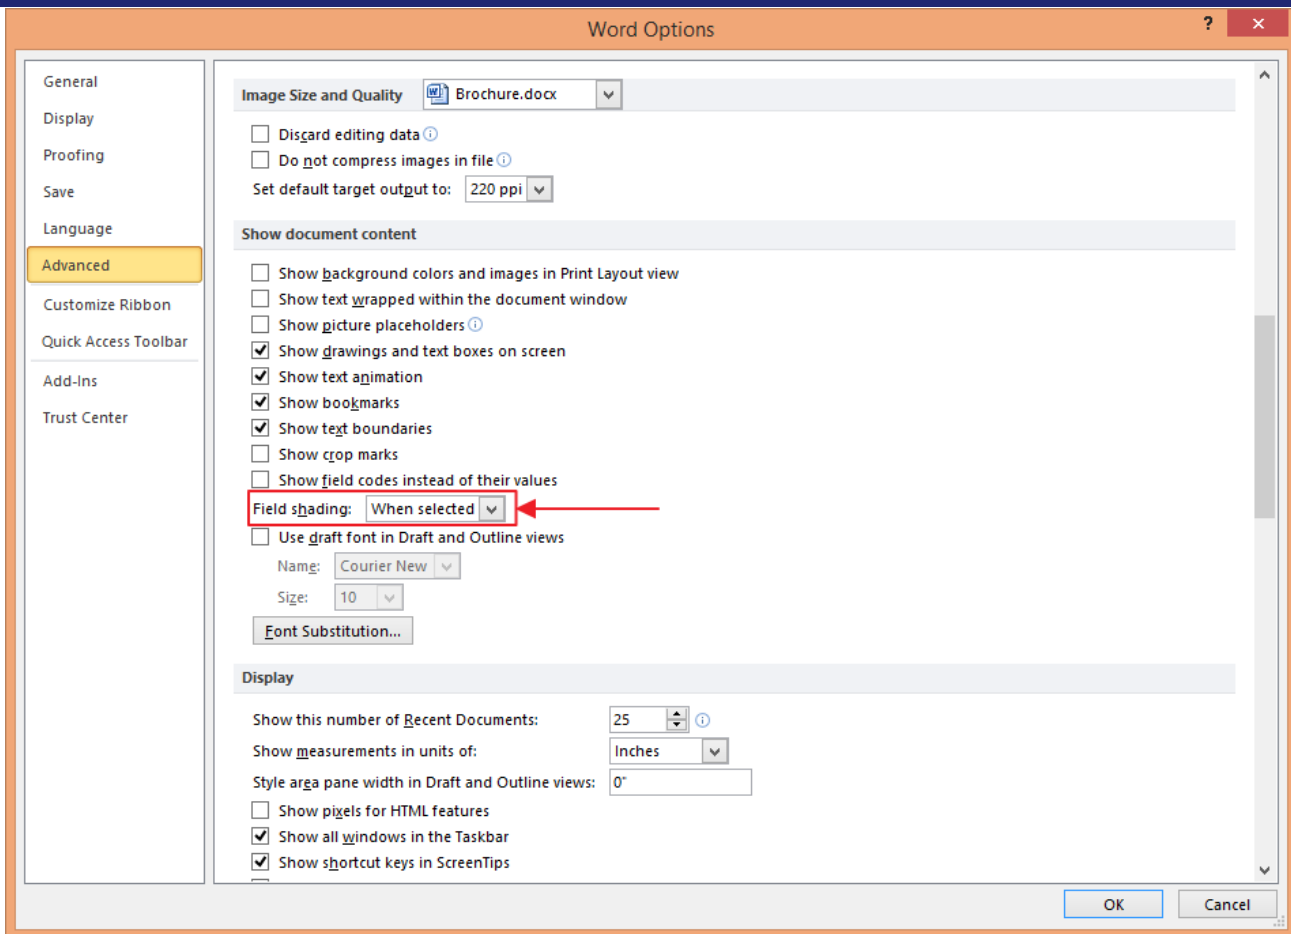 Word Options
?
General
Display
Proofing
Save
Language
Advanced
Customize Ribbon
Quick Access Toolbar
Add-Ins
Trust Center
Image Size and Quality Brochure.docx
Discard editing data
Do not compress images in file
Set default target output to: 220 ppi
Show document content
Show background colors and images in Print Layout view
Show text wrapped within the document window
Show picture placeholders
Show drawings and text boxes on screen
Show text animation
Show bookmarks
Show text boundaries
Show crop marks
Show field codes instead of their values
Field shading: When selected
Use draft font in Draft and Outline views
Name: Courier New
Size: 10
Font Substitution...
Display
Show this number of Recent Documents: 25
Show measurements in units of: Inches
Style area pane width in Draft and Outline views: 0"
Show pixels for HTML features
Show all windows in the Taskbar
Show shortcut keys in ScreenTips
OK Cancel